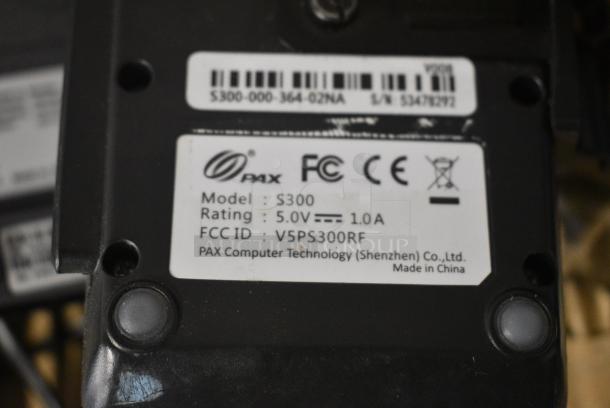 V008
S300-000-364-02NA S/N: 53478292
PAX® FC CE
Model : S300
Rating : 5.0V 1.0A
FCC ID V5PS300RF
PAX Computer Technology (Shenzhen) Co.,Ltd.
Made in China